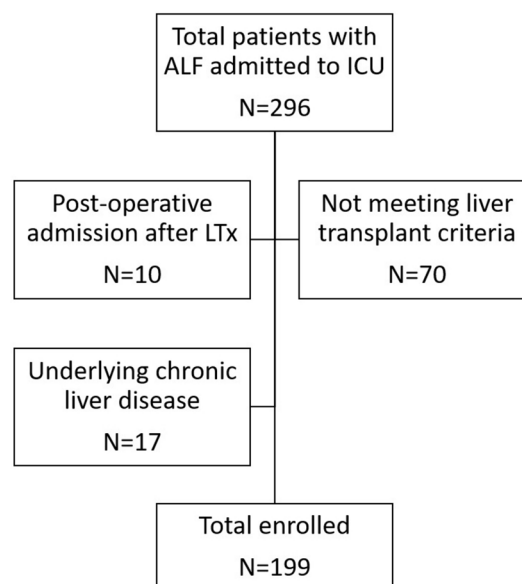 Total patients with
ALF admitted to ICU
N=296
Post-operative
admission after LTx
N=10
Not meeting liver
transplant criteria
N=70
Underlying chronic
liver disease
N=17
Total enrolled
N=199